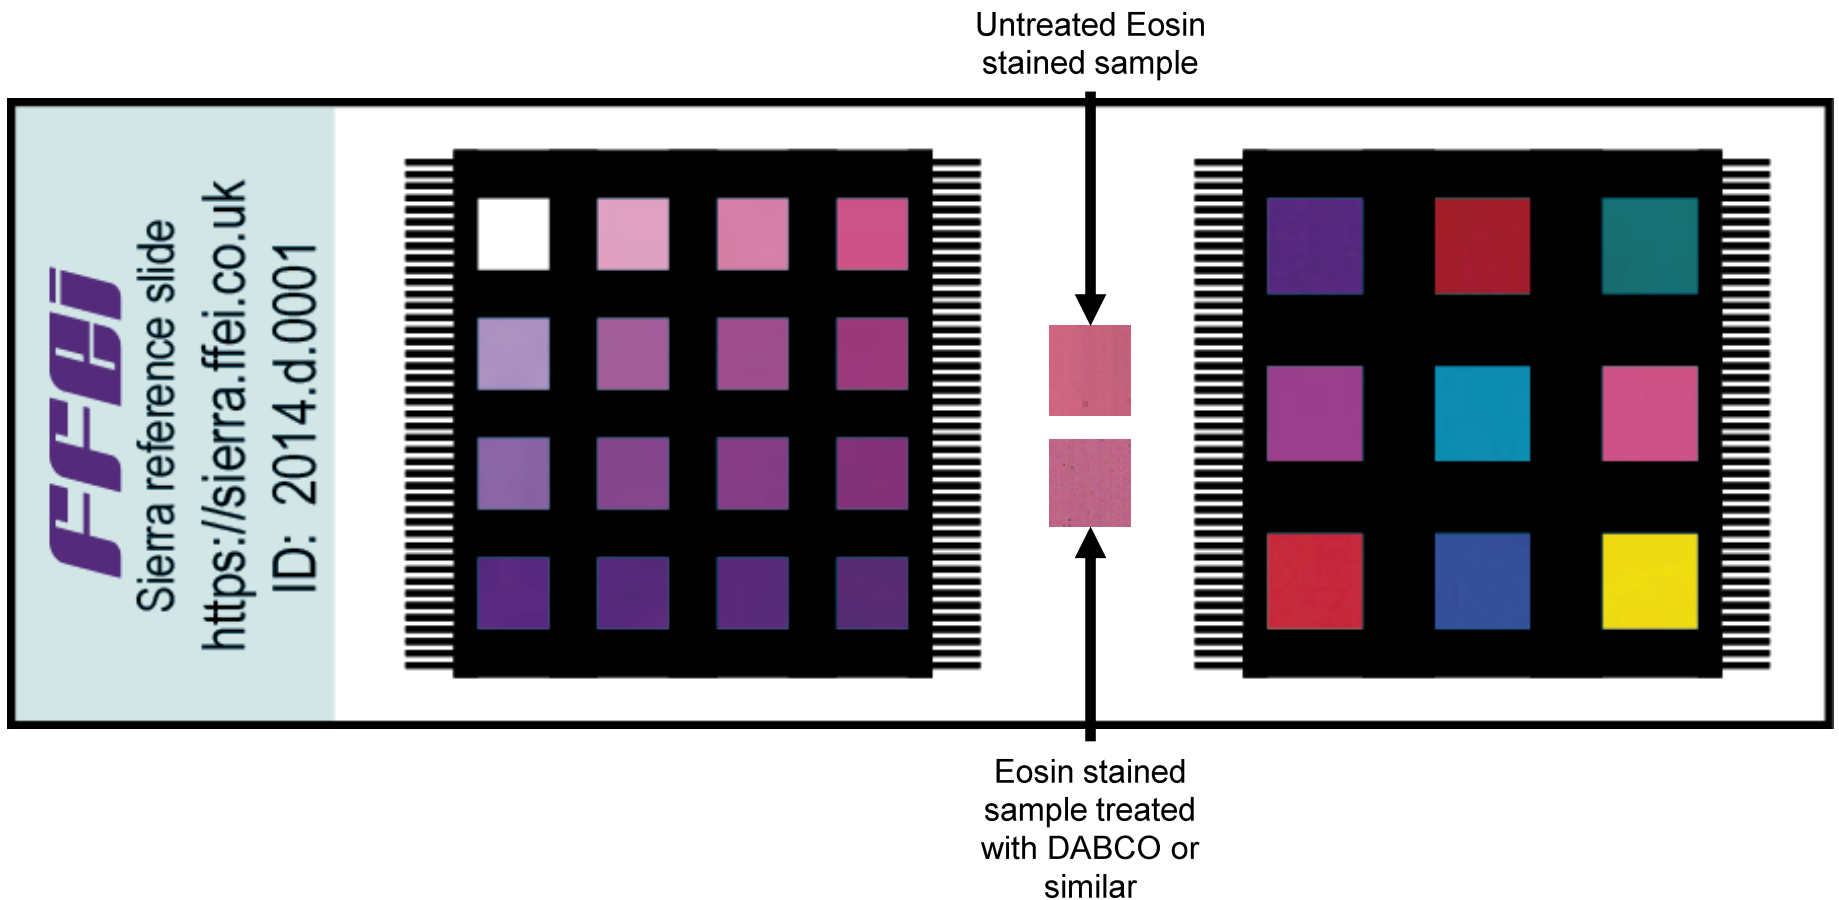 Untreated Eosin
stained sample
FFEI
Sierra reference slide
https://sierra.ffei.co.uk
ID: 2014.d.0001
Eosin stained
sample treated
with DABCO or
similar